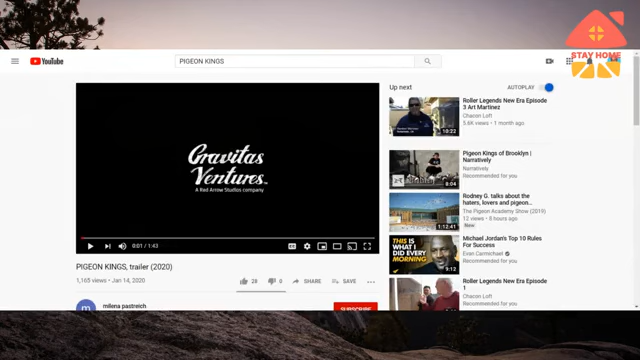 STAY HOME
YouTube
PIGEON KINGS
Gravitas
Ventures
A Red Arrow Studios company
0:01 / 1:43
PIGEON KINGS, trailer (2020)
1,165 views • Jan 14, 2020
28
0
SHARE
SAVE
m
milena pastreich
SUBSCRIBE
Up next
AUTOPLAY
10:22
Roller Legends New Era Episode
3 Art Martinez
Chacon Loft
5.6K views • 1 month ago
8:04
Pigeon Kings of Brooklyn |
Narratively
Narratively
Recommended for you
1:12:41
Rodney G. talks about the
haters, lovers and pigeon...
The Pigeon Academy Show (2019)
12 views • 8 hours ago
New
THIS IS
WHAT I
DID EVERY
MORNING
9:12
Michael Jordan's Top 10 Rules
For Success
Evan Carmichael
Recommended for you
Roller Legends New Era Episode
1
Chacon Loft
Recommended for you